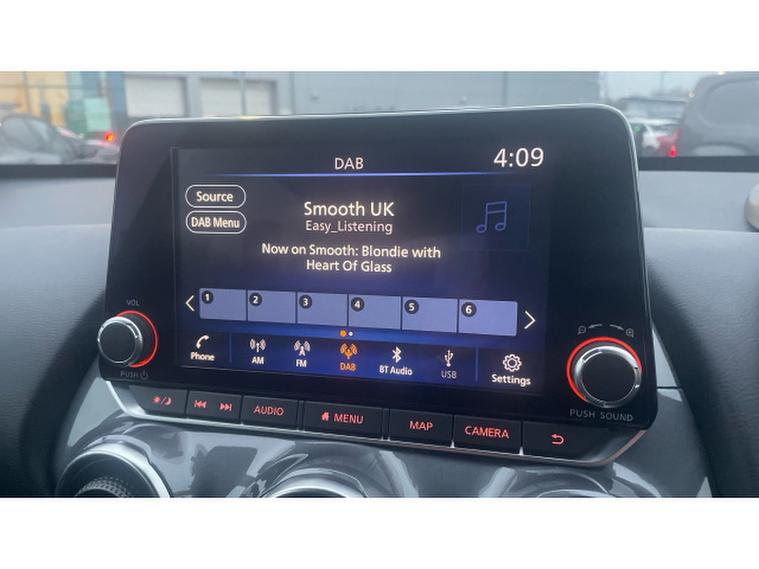 DAB
4:09
Source
Smooth UK
DAB Menu
Easy_Listening
Now on Smooth: Blondie with
Heart Of Glass
1 2 3 4 5 6
VOL
PUSH
Phone AM FM DAB BT Audio USB Settings
PUSH SOUND
AUDIO MENU MAP CAMERA